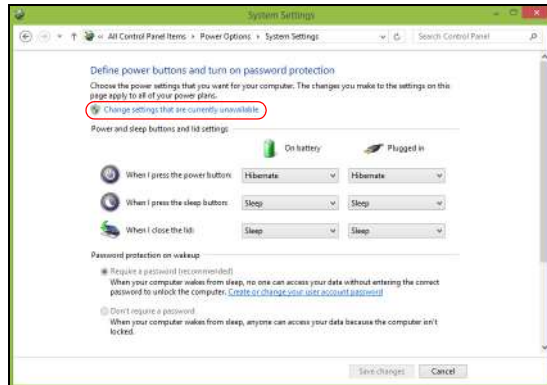 System Settings
« All Control Panel Items › Power Options › System Settings
Search Control Panel
Define power buttons and turn on password protection
Choose the power settings that you want for your computer. The changes you make to the settings on this
page apply to all of your power plans.
Change settings that are currently unavailable
Power and sleep buttons and lid settings
On battery Plugged in
When I press the power button: Hibernate Hibernate
When I press the sleep button: Sleep Sleep
When I close the lid: Sleep Sleep
Password protection on wakeup
Require a password (recommended)
When your computer wakes from sleep, no one can access your data without entering the correct
password to unlock the computer. Create or change your user account password
Don't require a password
When your computer wakes from sleep, anyone can access your data because the computer isn't
locked.
Save changes Cancel